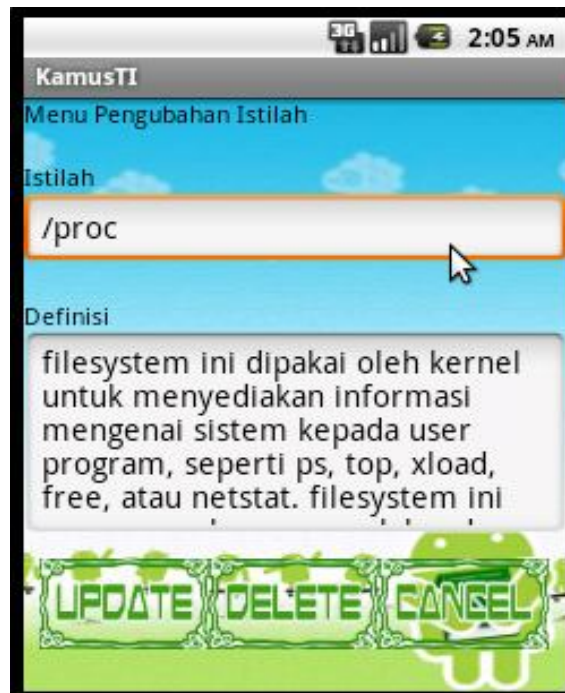 3G 2:05 AM
KamusTI
Menu Pengubahan Istilah
Istilah
/proc
Definisi
filesystem ini dipakai oleh kernel
untuk menyediakan informasi
mengenai sistem kepada user
program, seperti ps, top, xload,
free, atau netstat. filesystem ini
UPDATE DELETE CANCEL